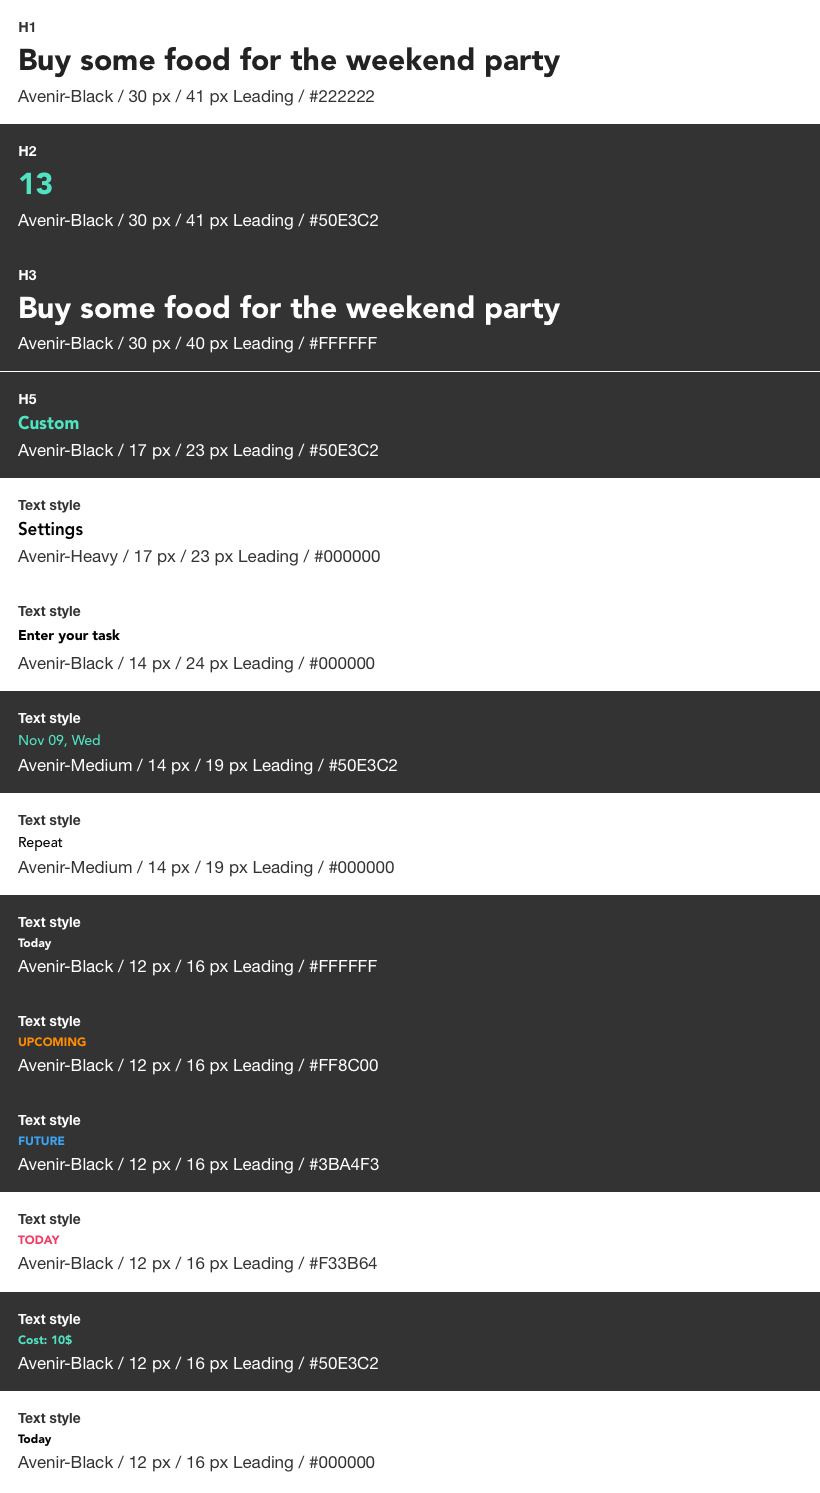 H1
Buy some food for the weekend party
Avenir-Black / 30 px / 41 px Leading / #222222
H2
13
Avenir-Black / 30 px / 41 px Leading / #50E3C2
H3
Buy some food for the weekend party
Avenir-Black / 30 px / 40 px Leading / #FFFFFF
H5
Custom
Avenir-Black / 17 px / 23 px Leading / #50E3C2
Text style
Settings
Avenir-Heavy / 17 px / 23 px Leading / #000000
Text style
Enter your task
Avenir-Black / 14 px / 24 px Leading / #000000
Text style
Nov 09, Wed
Avenir-Medium / 14 px / 19 px Leading / #50E3C2
Text style
Repeat
Avenir-Medium / 14 px / 19 px Leading / #000000
Text style
Today
Avenir-Black / 12 px / 16 px Leading / #FFFFFF
Text style
UPCOMING
Avenir-Black / 12 px / 16 px Leading / #FF8C00
Text style
FUTURE
Avenir-Black / 12 px / 16 px Leading / #3BA4F3
Text style
TODAY
Avenir-Black / 12 px / 16 px Leading / #F33B64
Text style
Cost: 10$
Avenir-Black / 12 px / 16 px Leading / #50E3C2
Text style
Today
Avenir-Black / 12 px / 16 px Leading / #000000